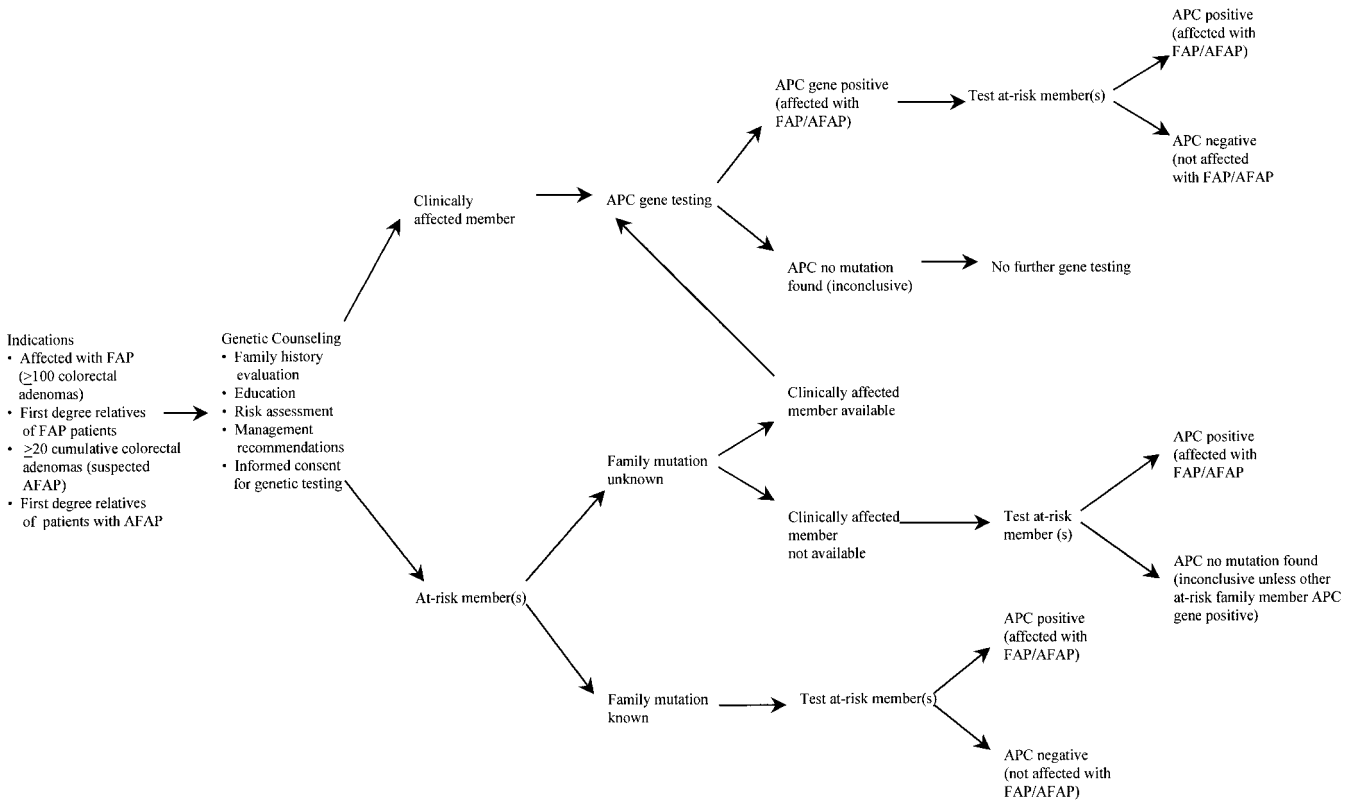 Indications
• Affected with FAP
(≥100 colorectal
adenomas)
• First degree relatives
of FAP patients
• ≥20 cumulative colorectal
adenomas (suspected
AFAP)
• First degree relatives
of patients with AFAP
Genetic Counseling
• Family history
evaluation
• Education
• Risk assessment
• Management
recommendations
• Informed consent
for genetic testing
Clinically
affected member
APC gene testing
APC gene positive
(affected with
FAP/AFAP)
Test at-risk member(s)
APC positive
(affected with
FAP/AFAP)
APC negative
(not affected
with FAP/AFAP
APC no mutation
found (inconclusive)
No further gene testing
At-risk member(s)
Family mutation
unknown
Clinically affected
member available
Clinically affected
member
not available
Test at-risk
member (s)
APC positive
(affected with
FAP/AFAP
APC no mutation found
(inconclusive unless other
at-risk family member APC
gene positive)
Family mutation
known
Test at-risk member(s)
APC positive
(affected with
FAP/AFAP)
APC negative
(not affected with
FAP/AFAP)